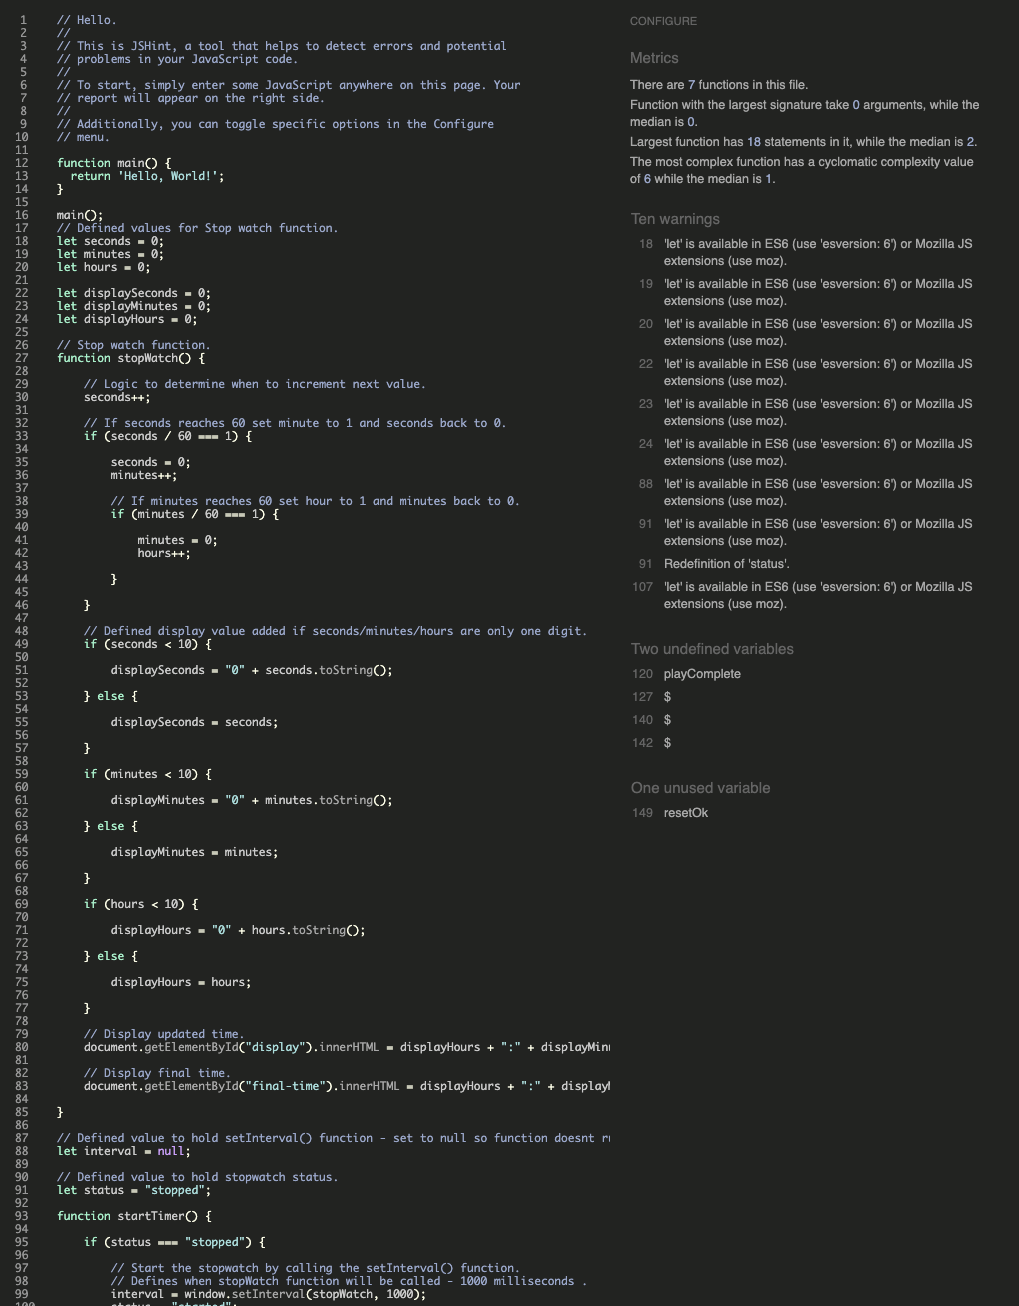 1 // Hello.
2 //
3 // This is JSHint, a tool that helps to detect errors and potential
4 // problems in your JavaScript code.
5 //
6 // To start, simply enter some JavaScript anywhere on this page. Your
7 // report will appear on the right side.
8 //
9 // Additionally, you can toggle specific options in the Configure
10 // menu.
11
12 function main() {
13 return 'Hello, World!';
14 }
15
16 main();
17 // Defined values for Stop watch function.
18 let seconds = 0;
19 let minutes = 0;
20 let hours = 0;
21
22 let displaySeconds = 0;
23 let displayMinutes = 0;
24 let displayHours = 0;
25
26 // Stop watch function.
27 function stopWatch() {
28
29 // Logic to determine when to increment next value.
30 seconds++;
31
32 // If seconds reaches 60 set minute to 1 and seconds back to 0.
33 if (seconds / 60 === 1) {
34
35 seconds = 0;
36 minutes++;
37
38 // If minutes reaches 60 set hour to 1 and minutes back to 0.
39 if (minutes / 60 === 1) {
40
41 minutes = 0;
42 hours++;
43
44 }
45
46 }
47
48 // Defined display value added if seconds/minutes/hours are only one digit.
49 if (seconds < 10) {
50
51 displaySeconds = "0" + seconds.toString();
52
53 } else {
54
55 displaySeconds = seconds;
56
57 }
58
59 if (minutes < 10) {
60
61 displayMinutes = "0" + minutes.toString();
62
63 } else {
64
65 displayMinutes = minutes;
66
67 }
68
69 if (hours < 10) {
70
71 displayHours = "0" + hours.toString();
72
73 } else {
74
75 displayHours = hours;
76
77 }
78
79 // Display updated time.
80 document.getElementById("display").innerHTML = displayHours + ":" + displayMin
81
82 // Display final time.
83 document.getElementById("final-time").innerHTML = displayHours + ":" + display
84
85 }
86
87 // Defined value to hold setInterval() function - set to null so function doesnt r
88 let interval = null;
89
90 // Defined value to hold stopwatch status.
91 let status = "stopped";
92
93 function startTimer() {
94
95 if (status === "stopped") {
96
97 // Start the stopwatch by calling the setInterval() function.
98 // Defines when stopWatch function will be called - 1000 milliseconds .
99 interval = window.setInterval(stopWatch, 1000);
100 status = "started";
CONFIGURE
Metrics
There are 7 functions in this file.
Function with the largest signature take 0 arguments, while the
median is 0.
Largest function has 18 statements in it, while the median is 2.
The most complex function has a cyclomatic complexity value
of 6 while the median is 1.
Ten warnings
18 'let' is available in ES6 (use 'esversion: 6') or Mozilla JS
extensions (use moz).
19 'let' is available in ES6 (use 'esversion: 6') or Mozilla JS
extensions (use moz).
20 'let' is available in ES6 (use 'esversion: 6') or Mozilla JS
extensions (use moz).
22 'let' is available in ES6 (use 'esversion: 6') or Mozilla JS
extensions (use moz).
23 'let' is available in ES6 (use 'esversion: 6') or Mozilla JS
extensions (use moz).
24 'let' is available in ES6 (use 'esversion: 6') or Mozilla JS
extensions (use moz).
88 'let' is available in ES6 (use 'esversion: 6') or Mozilla JS
extensions (use moz).
91 'let' is available in ES6 (use 'esversion: 6') or Mozilla JS
extensions (use moz).
91 Redefinition of 'status'.
107 'let' is available in ES6 (use 'esversion: 6') or Mozilla JS
extensions (use moz).
Two undefined variables
120 playComplete
127 $
140 $
142 $
One unused variable
149 resetOk